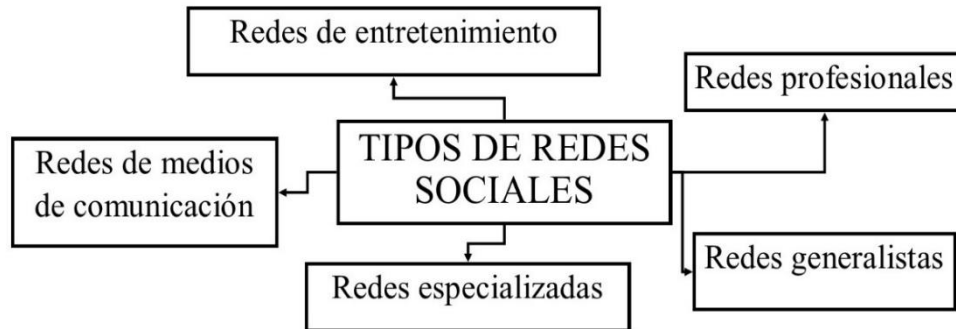 Redes de entretenimiento
Redes profesionales
TIPOS DE REDES
SOCIALES
Redes de medios
de comunicación
Redes generalistas
Redes especializadas